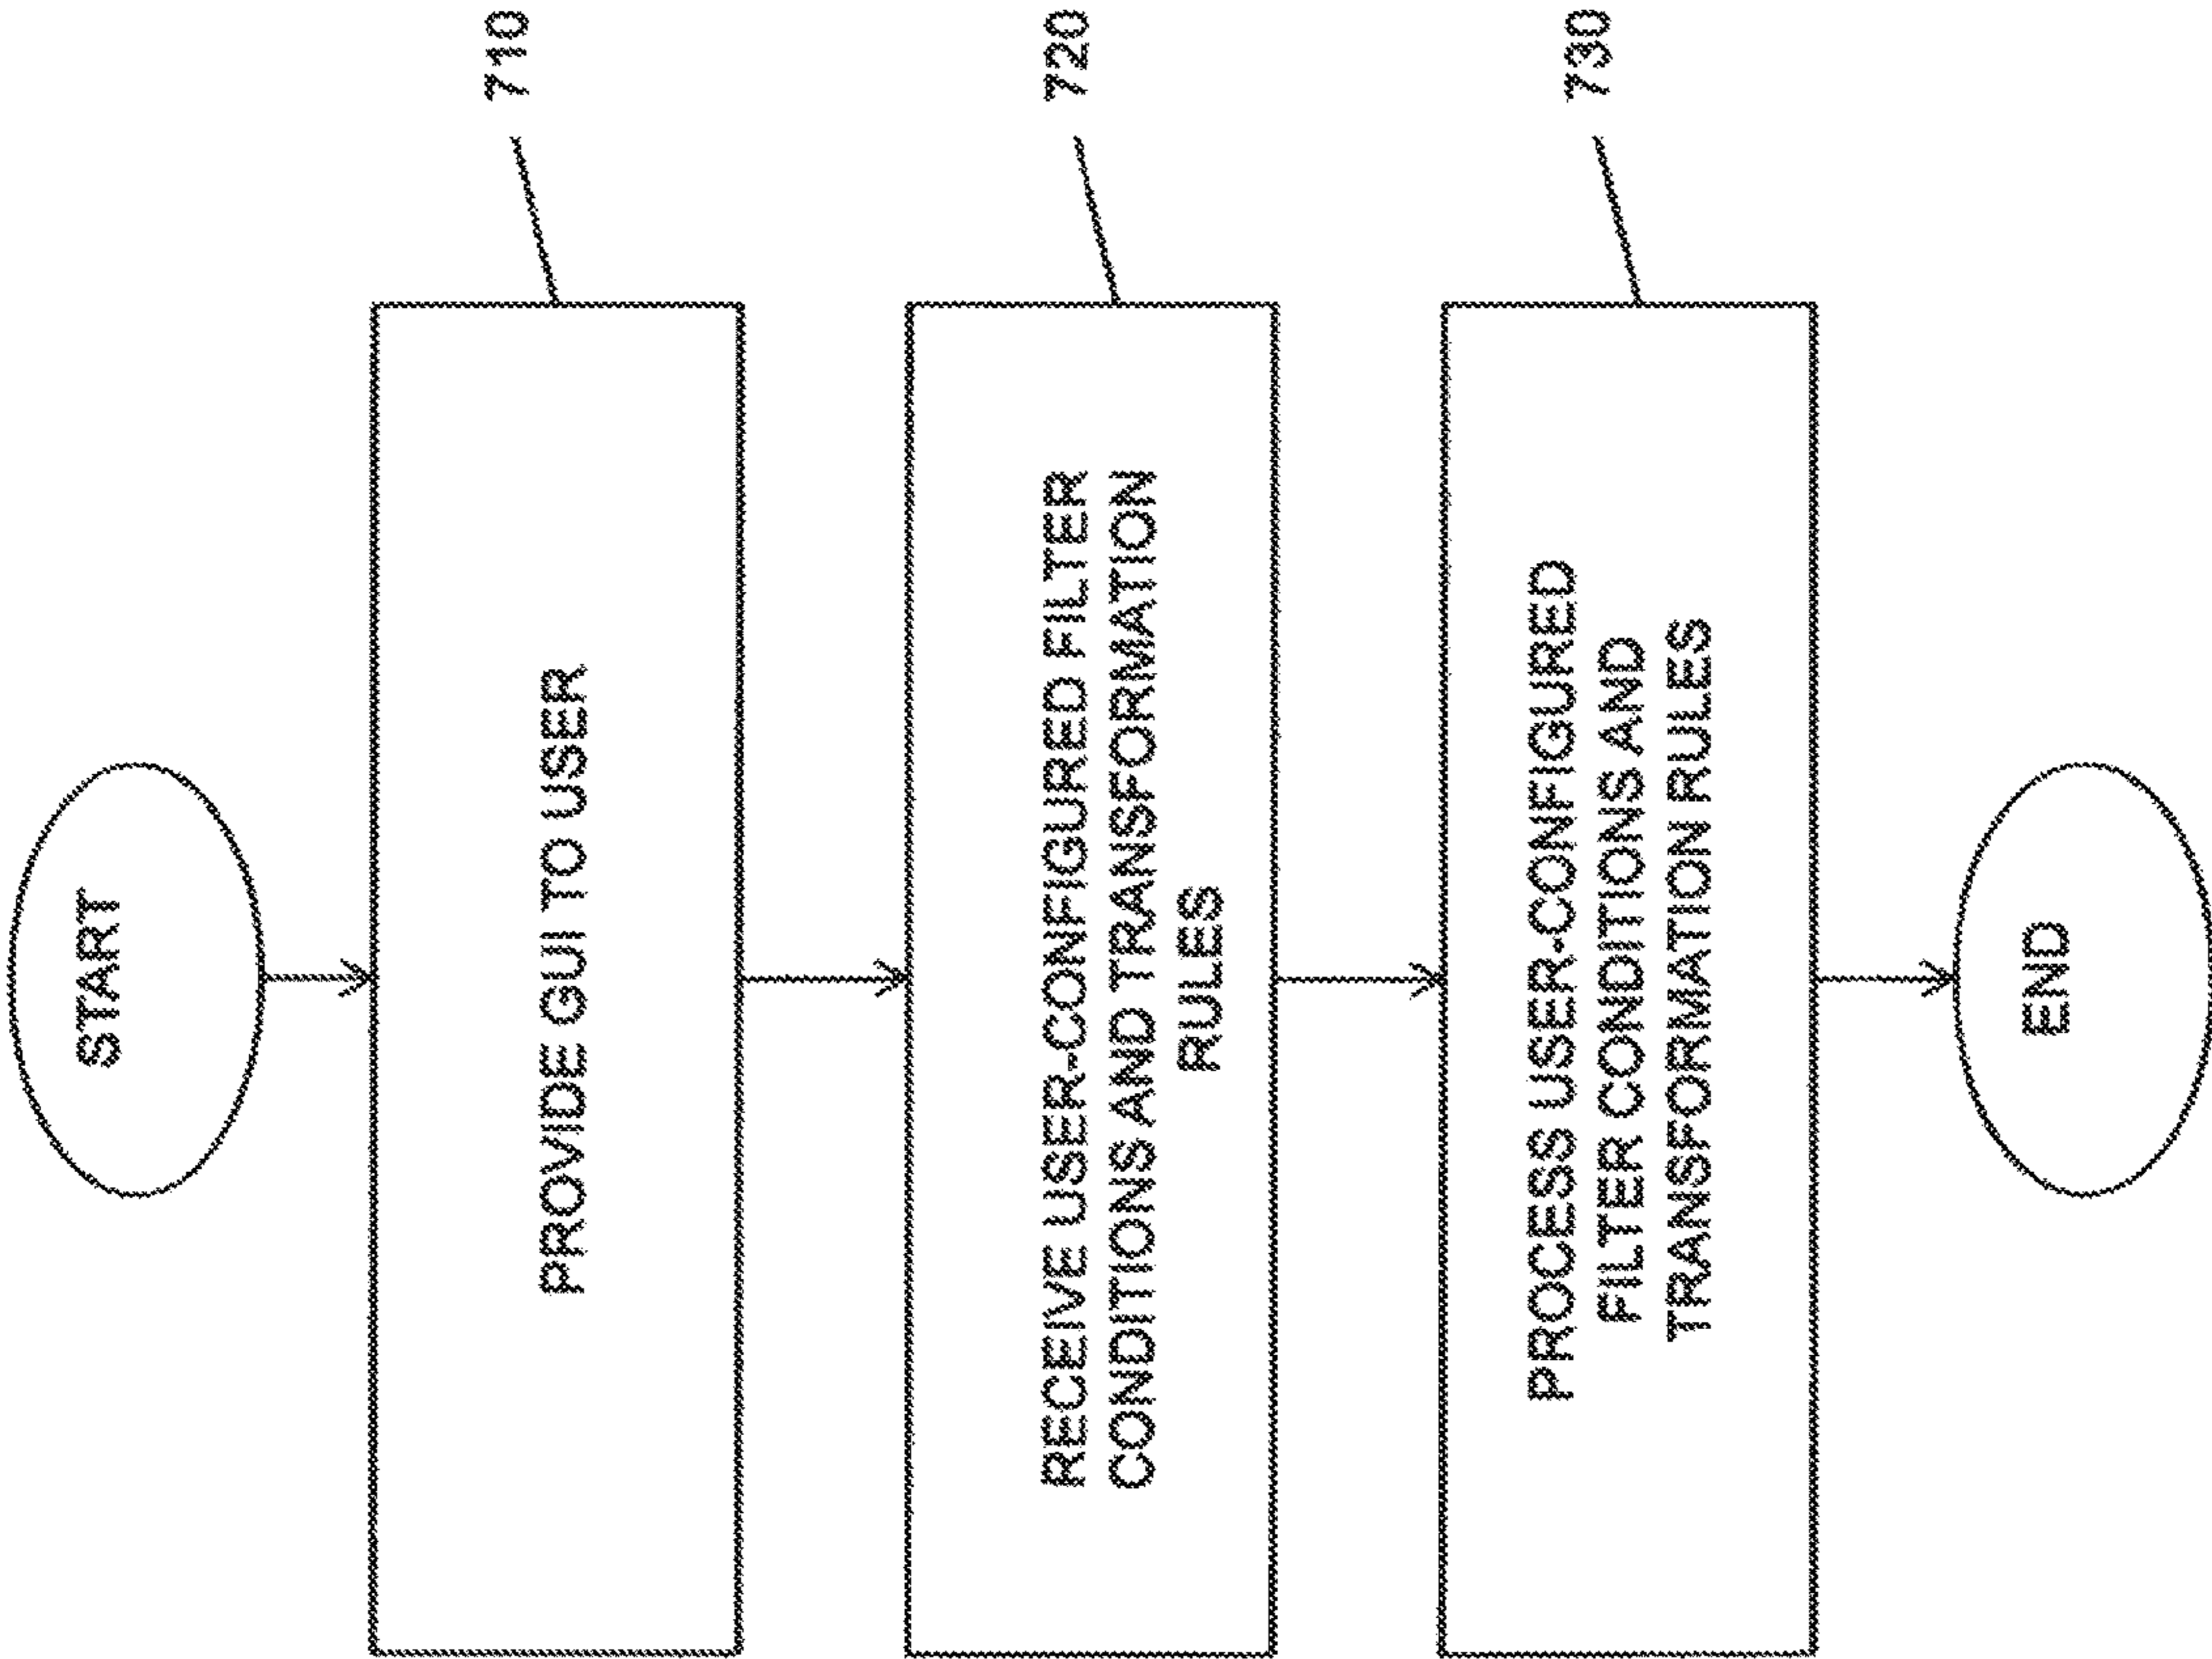 START
PROVIDE GUI TO USER
710
RECEIVE USER-CONFIGURED FILTER
CONDITIONS AND TRANSFORMATION
RULES
720
PROCESS USER-CONFIGURED
FILTER CONDITIONS AND
TRANSFORMATION RULES
730
END